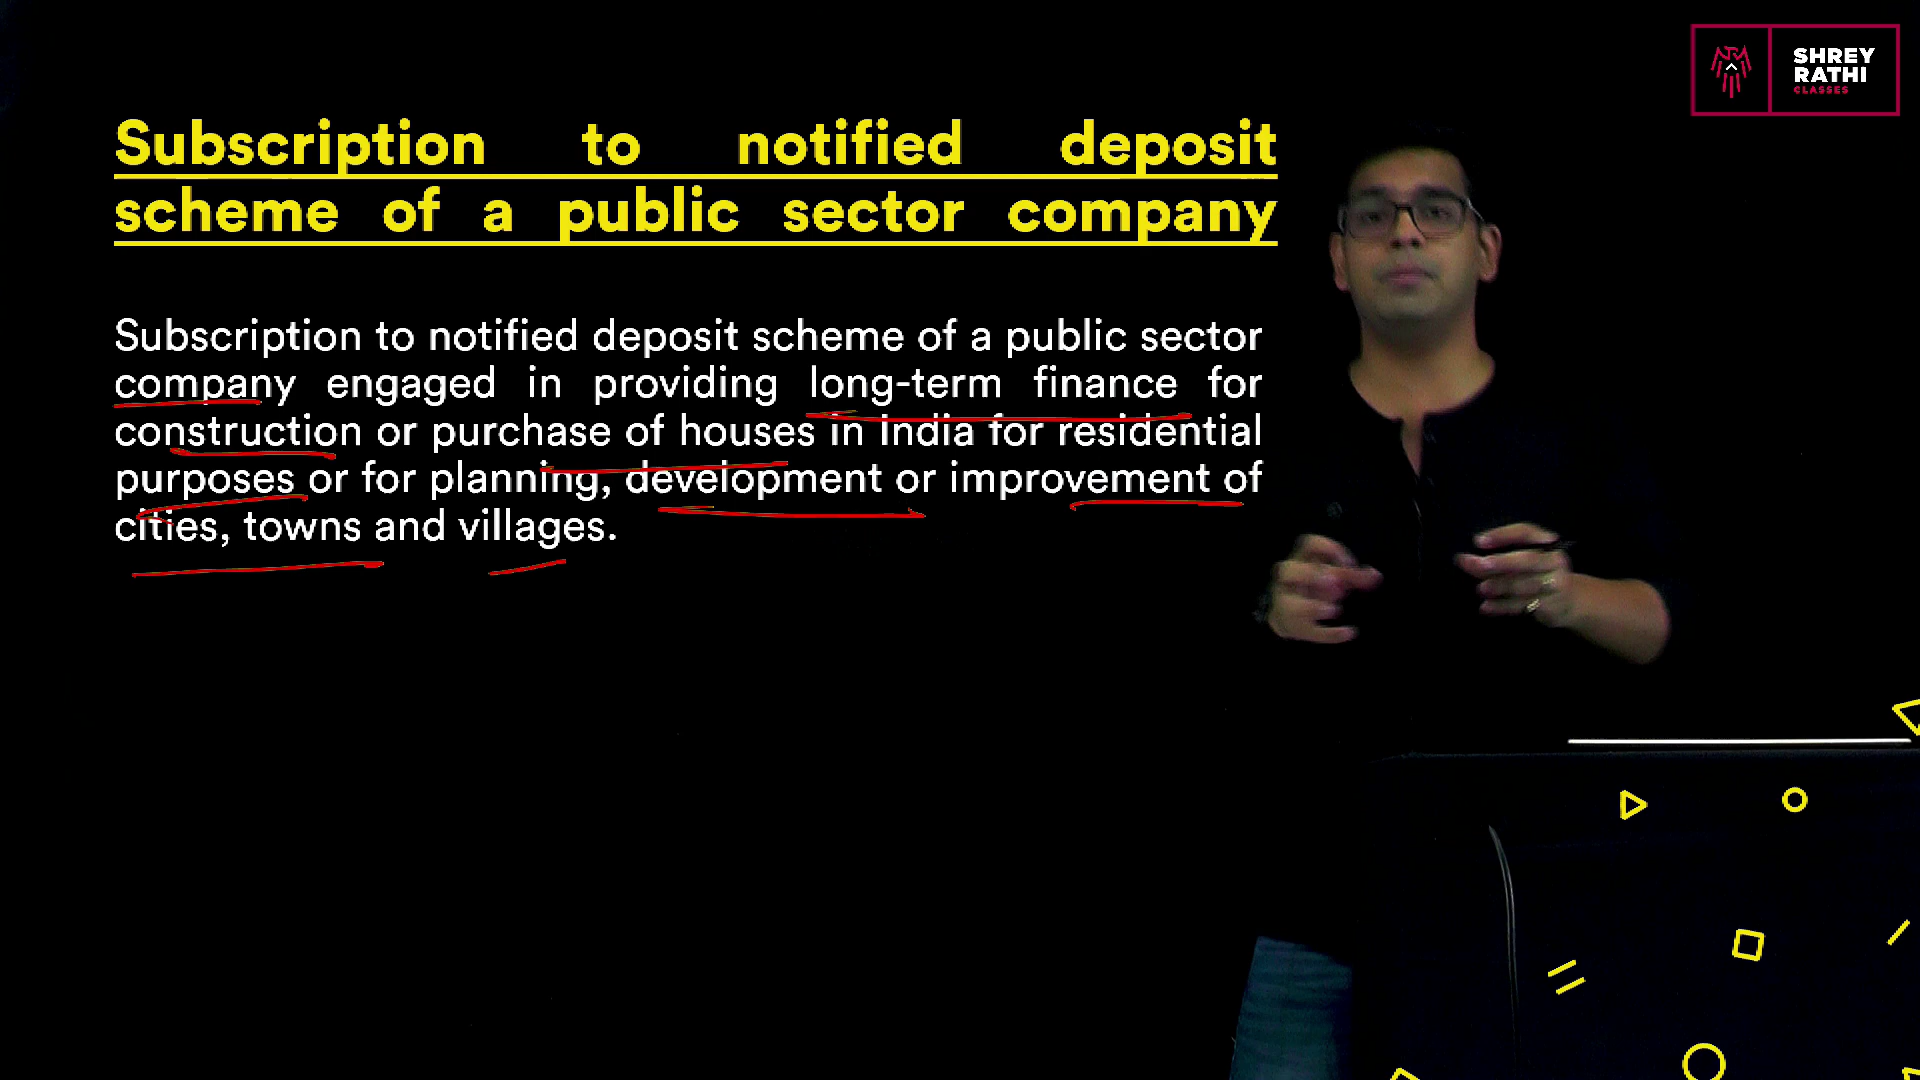 SHREY
RATHI
CLASSES
Subscription to notified deposit
scheme of a public sector company
Subscription to notified deposit scheme of a public sector
company engaged in providing long-term finance for
construction or purchase of houses in India for residential
purposes or for planning, development or improvement of
cities, towns and villages.